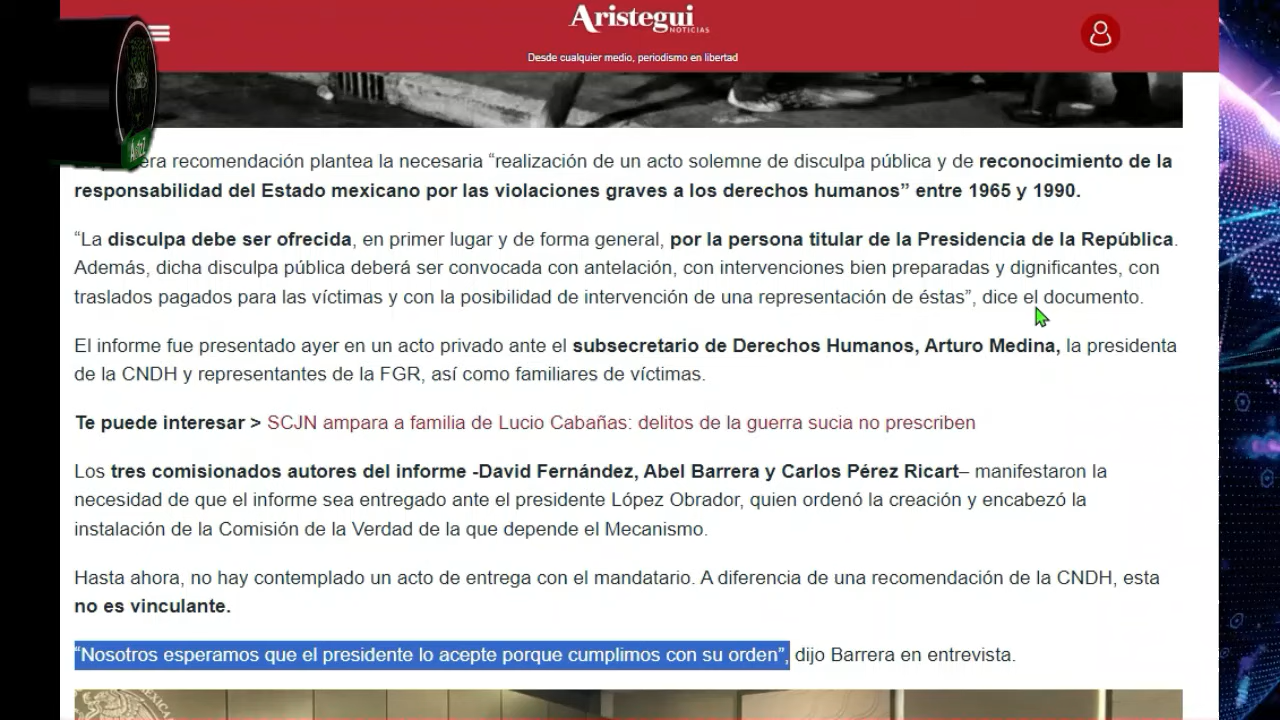 Aristegui
NOTICIAS
Desde cualquier medio, periodismo en libertad
era recomendación plantea la necesaria “realización de un acto solemne de disculpa pública y de reconocimiento de la
responsabilidad del Estado mexicano por las violaciones graves a los derechos humanos” entre 1965 y 1990.
“La disculpa debe ser ofrecida, en primer lugar y de forma general, por la persona titular de la Presidencia de la República.
Además, dicha disculpa pública deberá ser convocada con antelación, con intervenciones bien preparadas y dignificantes, con
traslados pagados para las víctimas y con la posibilidad de intervención de una representación de éstas”, dice el documento.
El informe fue presentado ayer en un acto privado ante el subsecretario de Derechos Humanos, Arturo Medina, la presidenta
de la CNDH y representantes de la FGR, así como familiares de víctimas.
Te puede interesar > SCJN ampara a familia de Lucio Cabañas: delitos de la guerra sucia no prescriben
Los tres comisionados autores del informe -David Fernández, Abel Barrera y Carlos Pérez Ricart– manifestaron la
necesidad de que el informe sea entregado ante el presidente López Obrador, quien ordenó la creación y encabezó la
instalación de la Comisión de la Verdad de la que depende el Mecanismo.
Hasta ahora, no hay contemplado un acto de entrega con el mandatario. A diferencia de una recomendación de la CNDH, esta
no es vinculante.
“Nosotros esperamos que el presidente lo acepte porque cumplimos con su orden”, dijo Barrera en entrevista.